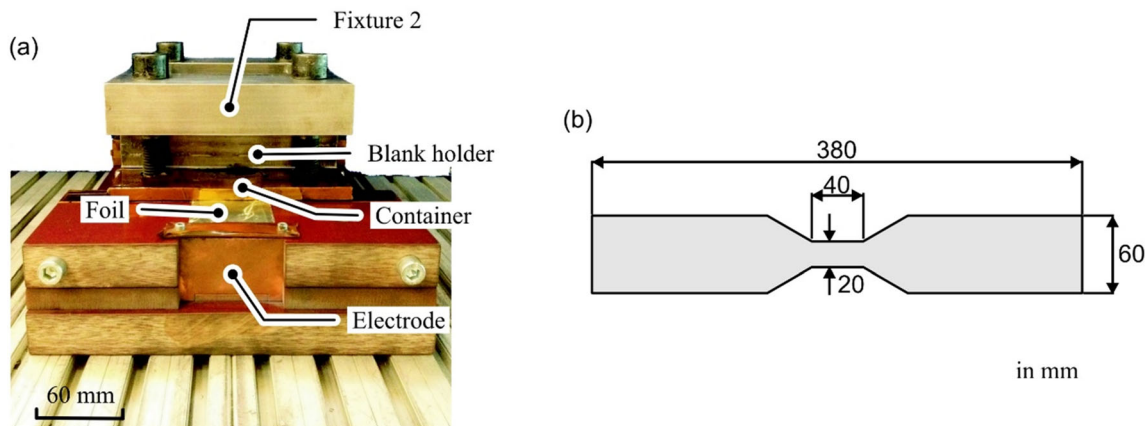 (a)
Fixture 2
Blank holder
Container
Foil
Electrode
60 mm
(b)
380
40
20
60
in mm